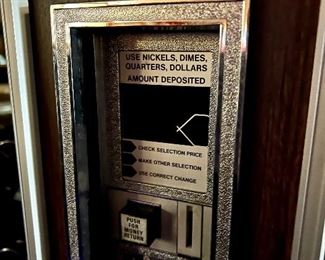 USE NICKELS, DIMES,
QUARTERS, DOLLARS
AMOUNT DEPOSITED
CHECK SELECTION PRICE
MAKE OTHER SELECTION
USE CORRECT CHANGE
PUSH
FOR
MONEY
RETURN